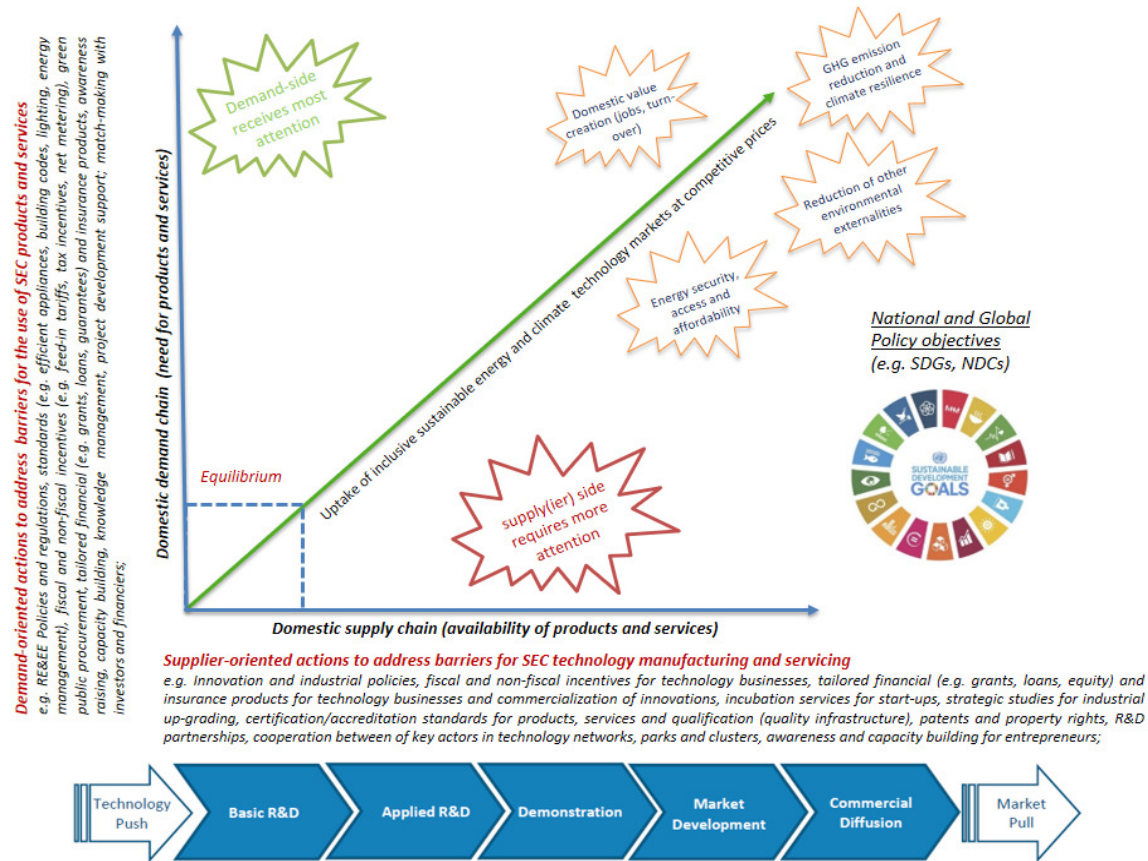 Demand-oriented actions to address barriers for the use of SEC products and services
e.g. RE&EE Policies and regulations, standards (e.g. efficient appliances, building codes, lighting, energy
management), fiscal and non-fiscal incentives (e.g. feed-in tariffs, tax incentives, net metering), green
public procurement, tailored financial (e.g. grants, loans, guarantees) and insurance products, awareness
raising, capacity building, knowledge management, project development support; match-making with
investors and financiers;
Domestic demand chain (need for products and services)
Demand-side
receives most
attention
Domestic value
creation (jobs, turn-
over)
GHG emission
reduction and
climate resilience
Reduction of other
environmental
externalities
Energy security,
access and
affordability
Uptake of inclusive sustainable energy and climate technology markets at competitive prices
Equilibrium
supply(ier) side
requires more
attention
National and Global
Policy objectives
(e.g. SDGs, NDCs)
SUSTAINABLE
DEVELOPMENT
GOALS
Domestic supply chain (availability of products and services)
Supplier-oriented actions to address barriers for SEC technology manufacturing and servicing
e.g. Innovation and industrial policies, fiscal and non-fiscal incentives for technology businesses, tailored financial (e.g. grants, loans, equity) and
insurance products for technology businesses and commercialization of innovations, incubation services for start-ups, strategic studies for industrial
up-grading, certification/accreditation standards for products, services and qualification (quality infrastructure), patents and property rights, R&D
partnerships, cooperation between of key actors in technology networks, parks and clusters, awareness and capacity building for entrepreneurs;
Technology
Push
Basic R&D
Applied R&D
Demonstration
Market
Development
Commercial
Diffusion
Market
Pull